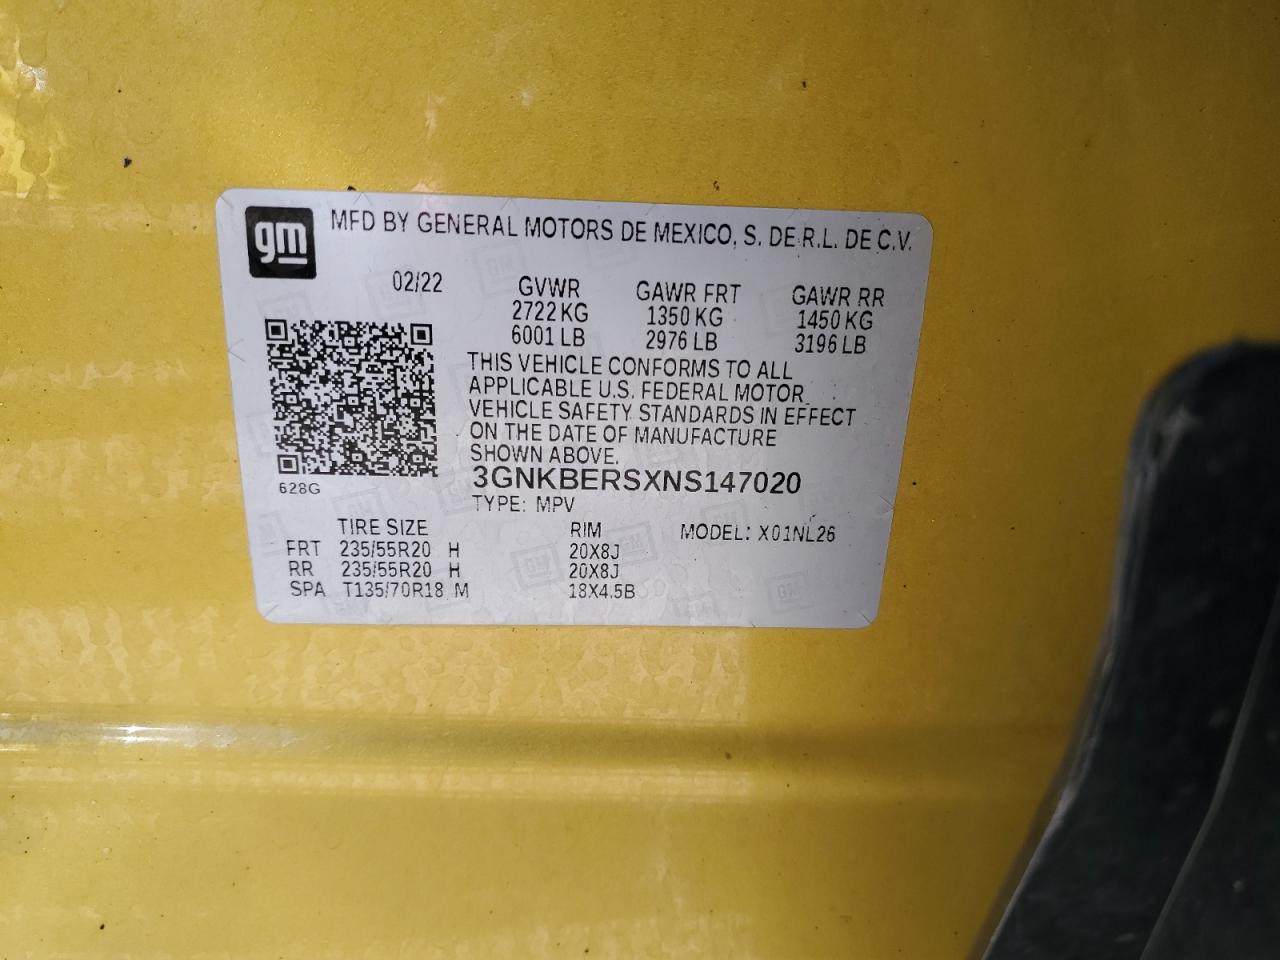 gm MFD BY GENERAL MOTORS DE MEXICO, S. DE R.L. DE C.V.
02/22 GVWR GAWR FRT GAWR RR
2722 KG 1350 KG 1450 KG
6001 LB 2976 LB 3196 LB
THIS VEHICLE CONFORMS TO ALL
APPLICABLE U.S. FEDERAL MOTOR
VEHICLE SAFETY STANDARDS IN EFFECT
ON THE DATE OF MANUFACTURE
SHOWN ABOVE.
3GNKBERSXNS147020
628G
TYPE: MPV
TIRE SIZE RIM MODEL: X01NL26
FRT 235/55R20 H 20X8J
RR 235/55R20 H 20X8J
SPA T135/70R18 M 18X4.5B